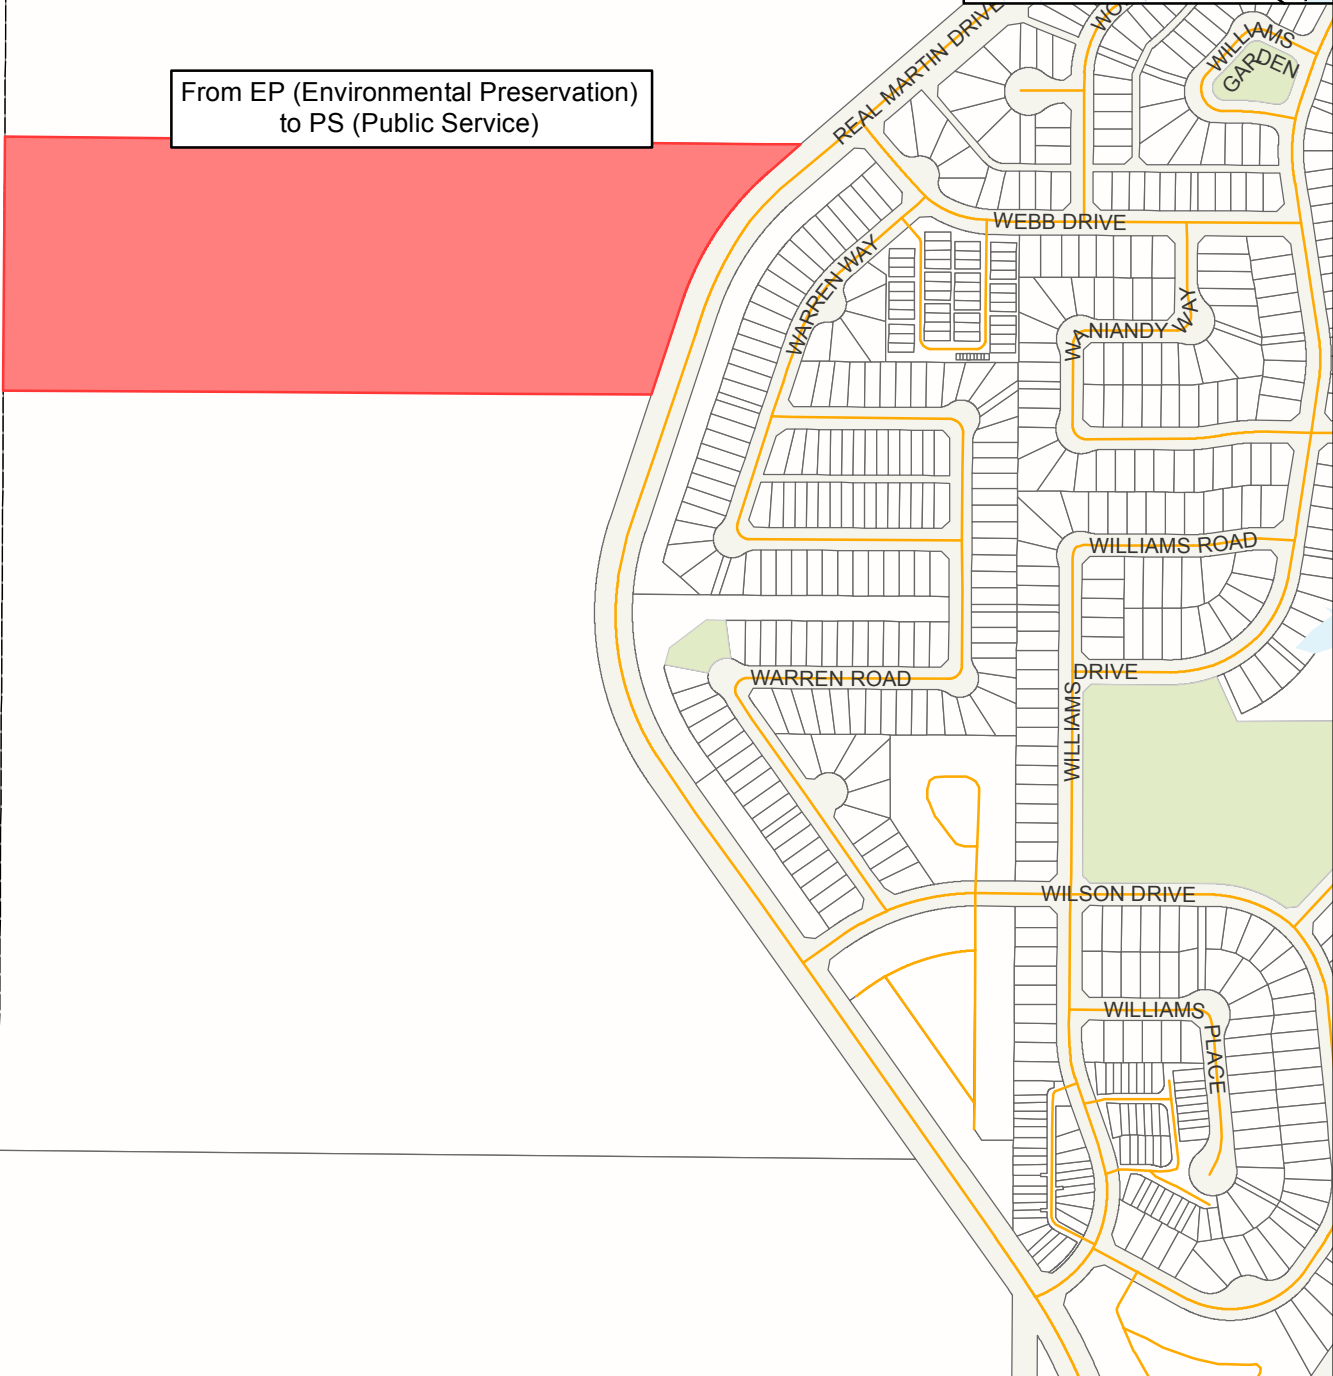 From EP (Environmental Preservation)
to PS (Public Service)
REAL MARTIN DRIVE
WILLIAMS
GARDEN
WEBB DRIVE
WARREN WAY
WANIANDY WAY
WILLIAMS ROAD
DRIVE
WILLIAMS
WARREN ROAD
WILSON DRIVE
WILLIAMS
PLACE